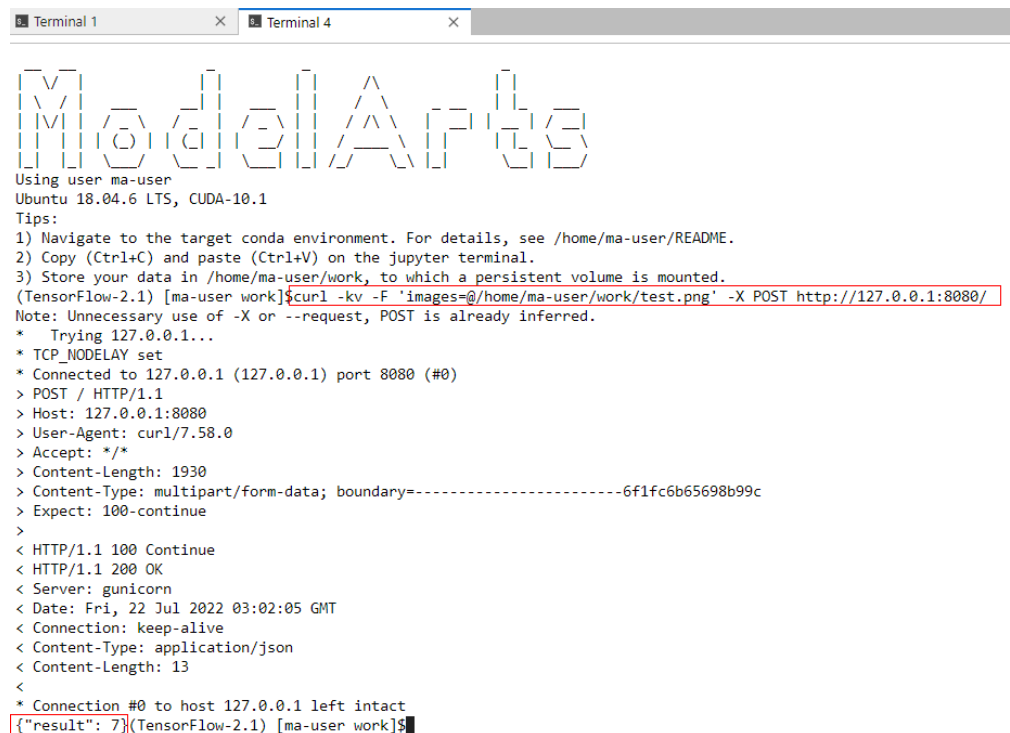 Terminal 1
Terminal 4
ModelArts
Using user ma-user
Ubuntu 18.04.6 LTS, CUDA-10.1
Tips:
1) Navigate to the target conda environment. For details, see /home/ma-user/README.
2) Copy (Ctrl+C) and paste (Ctrl+V) on the jupyter terminal.
3) Store your data in /home/ma-user/work, to which a persistent volume is mounted.
(TensorFlow-2.1) [ma-user work]$curl -kv -F 'images=@/home/ma-user/work/test.png' -X POST http://127.0.0.1:8080/
Note: Unnecessary use of -X or --request, POST is already inferred.
*   Trying 127.0.0.1...
* TCP_NODELAY set
* Connected to 127.0.0.1 (127.0.0.1) port 8080 (#0)
> POST / HTTP/1.1
> Host: 127.0.0.1:8080
> User-Agent: curl/7.58.0
> Accept: */*
> Content-Length: 1930
> Content-Type: multipart/form-data; boundary=------------------------6f1fc6b65698b99c
> Expect: 100-continue
>
< HTTP/1.1 100 Continue
< HTTP/1.1 200 OK
< Server: gunicorn
< Date: Fri, 22 Jul 2022 03:02:05 GMT
< Connection: keep-alive
< Content-Type: application/json
< Content-Length: 13
<
* Connection #0 to host 127.0.0.1 left intact
{"result": 7}(TensorFlow-2.1) [ma-user work]$